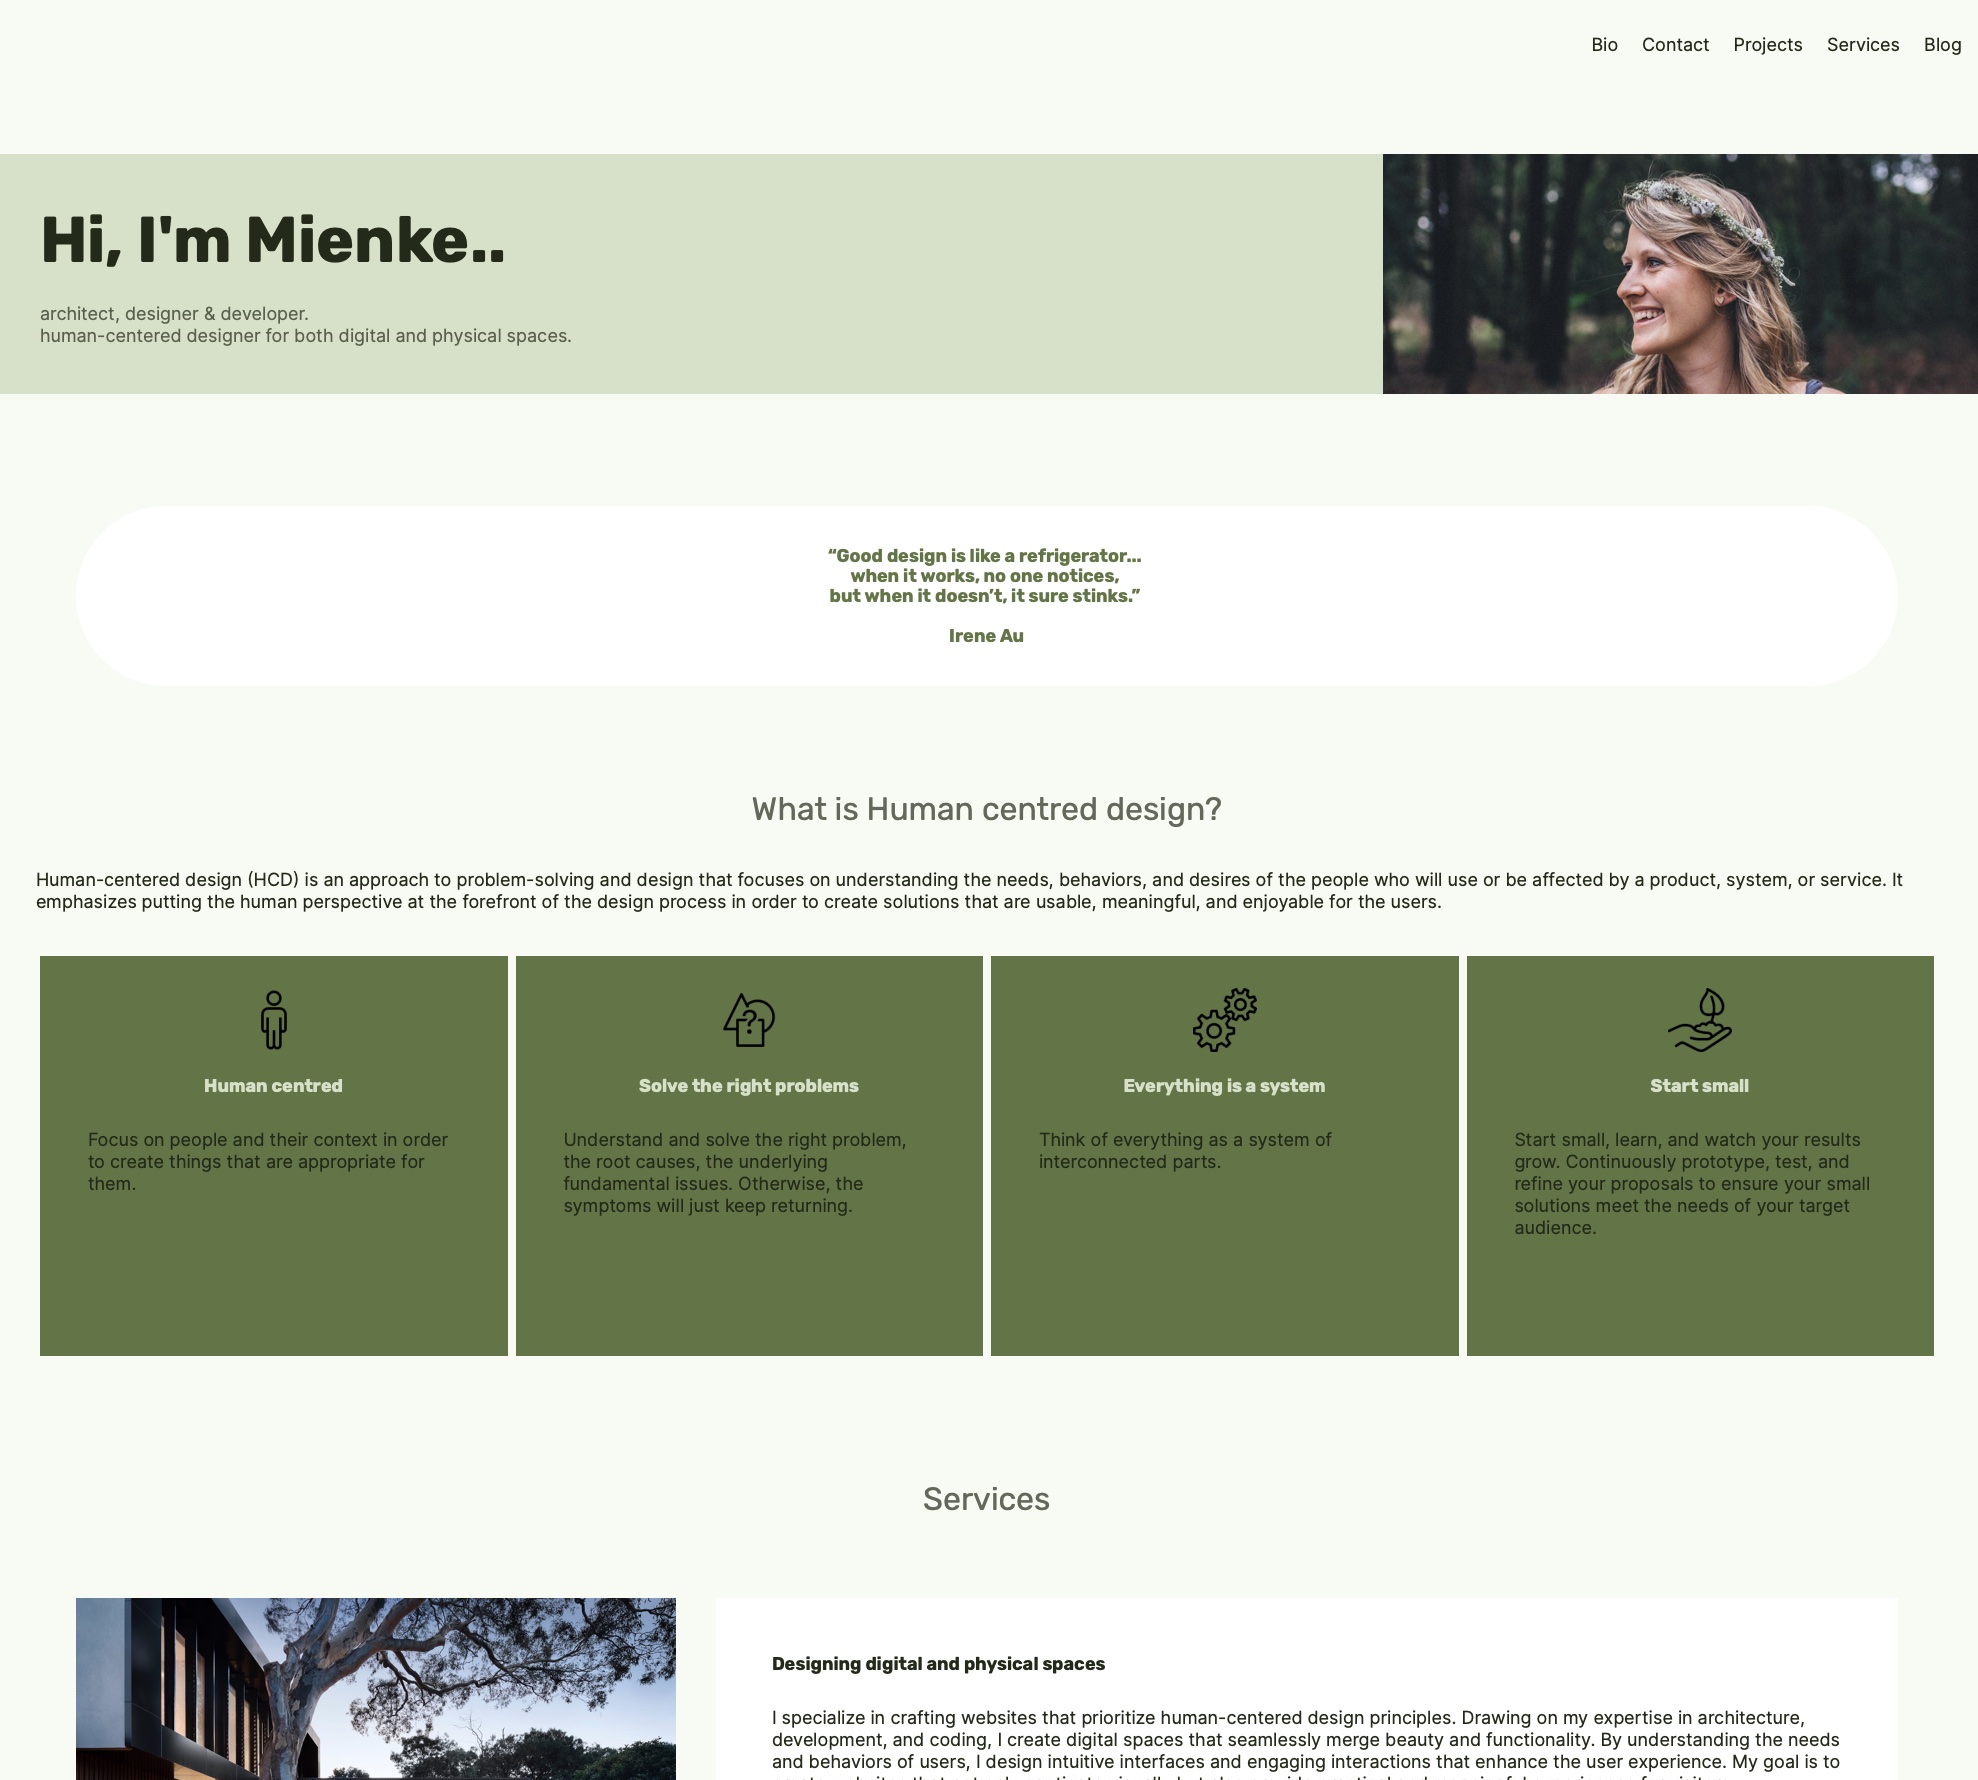 Bio Contact Projects Services Blog
Hi, I'm Mienke..
architect, designer & developer.
human-centered designer for both digital and physical spaces.
“Good design is like a refrigerator...
when it works, no one notices,
but when it doesn’t, it sure stinks.”
Irene Au
What is Human centred design?
Human-centered design (HCD) is an approach to problem-solving and design that focuses on understanding the needs, behaviors, and desires of the people who will use or be affected by a product, system, or service. It
emphasizes putting the human perspective at the forefront of the design process in order to create solutions that are usable, meaningful, and enjoyable for the users.
Human centred
Focus on people and their context in order
to create things that are appropriate for
them.
Solve the right problems
Understand and solve the right problem,
the root causes, the underlying
fundamental issues. Otherwise, the
symptoms will just keep returning.
Everything is a system
Think of everything as a system of
interconnected parts.
Start small
Start small, learn, and watch your results
grow. Continuously prototype, test, and
refine your proposals to ensure your small
solutions meet the needs of your target
audience.
Services
Designing digital and physical spaces
I specialize in crafting websites that prioritize human-centered design principles. Drawing on my expertise in architecture,
development, and coding, I create digital spaces that seamlessly merge beauty and functionality. By understanding the needs
and behaviors of users, I design intuitive interfaces and engaging interactions that enhance the user experience. My goal is to